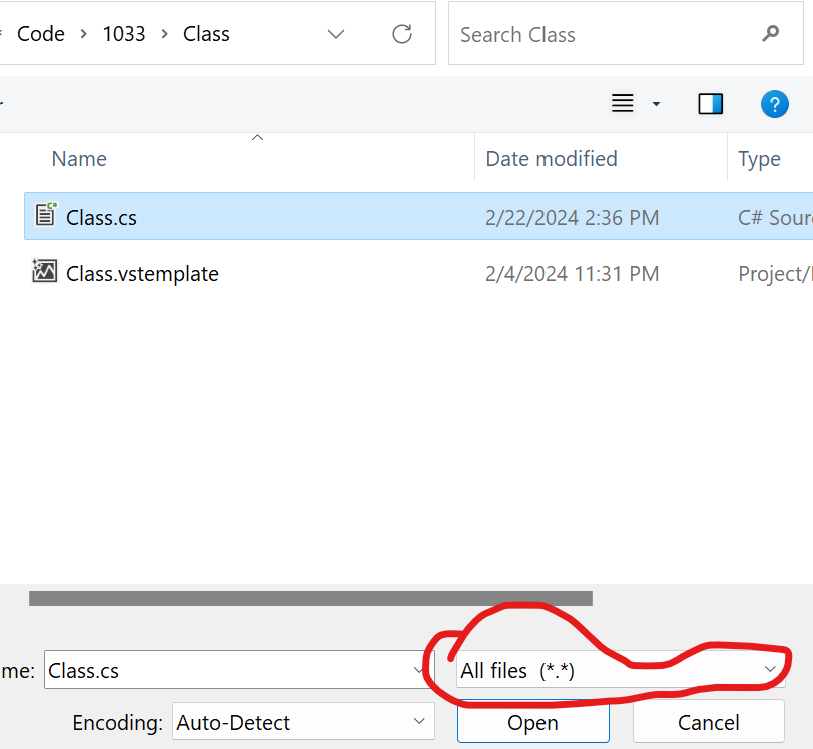 Code > 1033 > Class
Search Class
Name
Date modified
Type
Class.cs
2/22/2024 2:36 PM
C# Sour
Class.vstemplate
2/4/2024 11:31 PM
Project/
me:
Class.cs
All files (*.*)
Encoding:
Auto-Detect
Open
Cancel